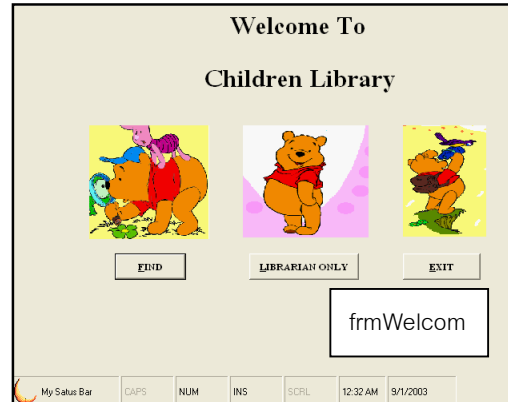 Welcome To
Children Library
FIND LIBRARIAN ONLY EXIT
frmWelcom
My Satus Bar CAPS NUM INS SCRL 12:32 AM 9/1/2003